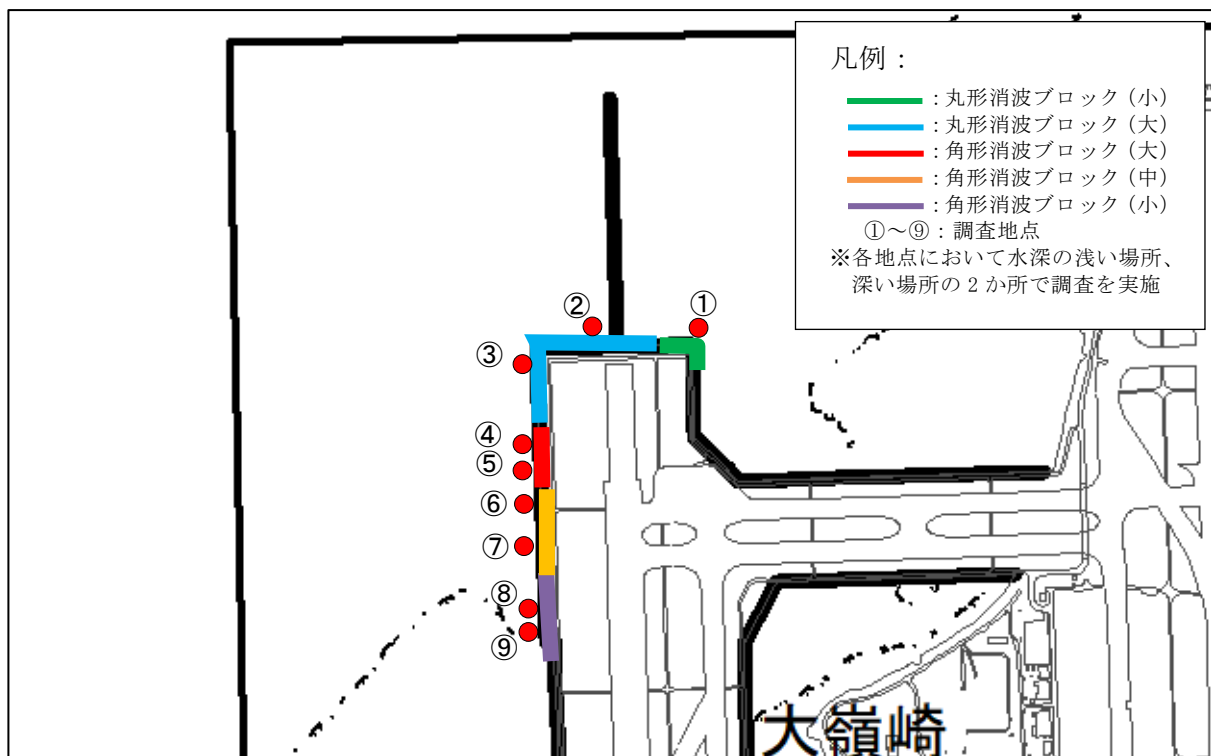 凡例：
：丸形消波ブロック（小）
：丸形消波ブロック（大）
：角形消波ブロック（大）
：角形消波ブロック（中）
：角形消波ブロック（小）
①～⑨：調査地点
※各地点において水深の浅い場所、
深い場所の２か所で調査を実施
①
②
③
④
⑤
⑥
⑦
⑧
⑨
大嶺崎